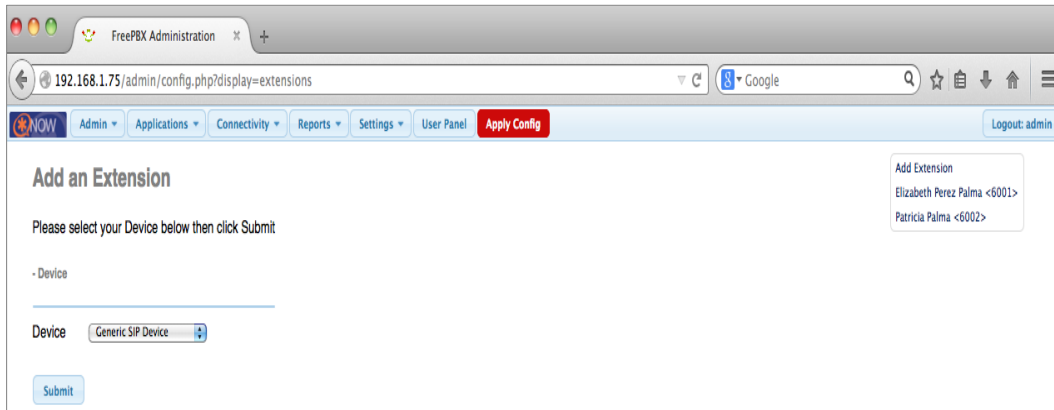 FreePBX Administration
192.168.1.75/admin/config.php?display=extensions
Google
NOW Admin Applications Connectivity Reports Settings User Panel Apply Config Logout: admin
Add an Extension
Please select your Device below then click Submit
- Device
Device Generic SIP Device
Submit
Add Extension
Elizabeth Perez Palma <6001>
Patricia Palma <6002>